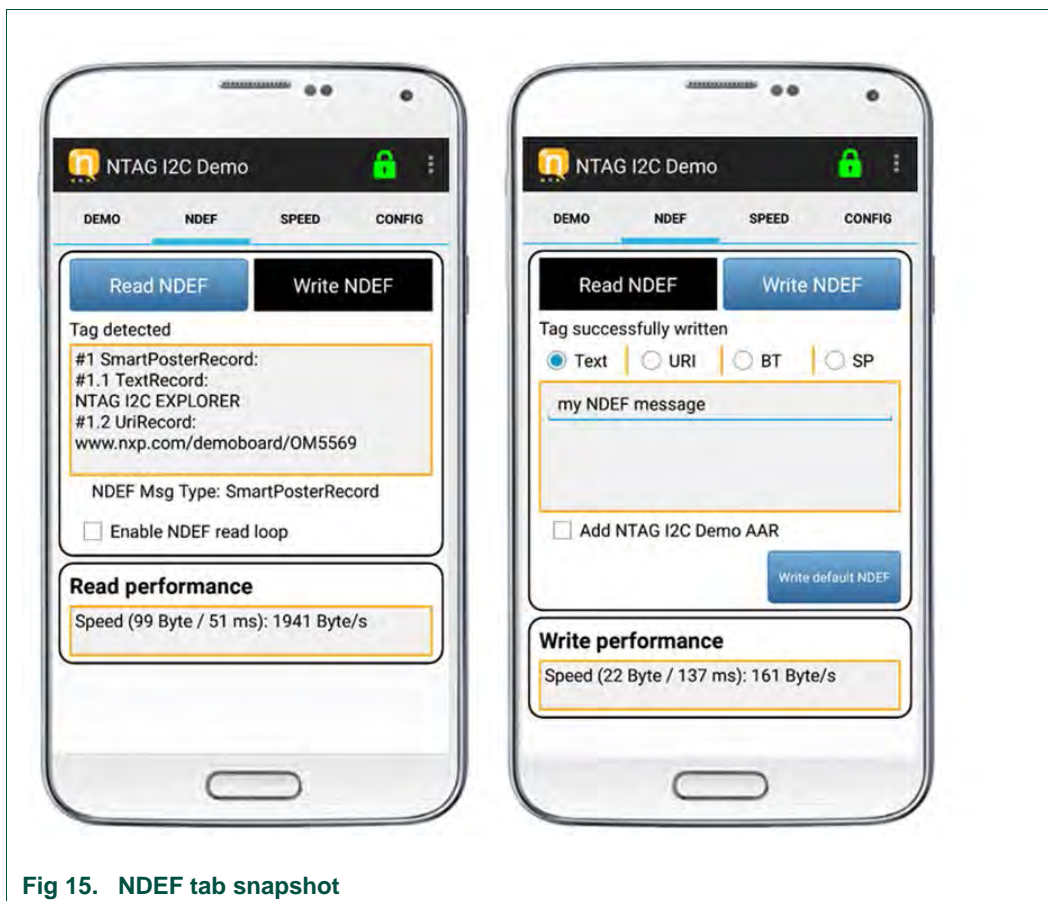 NTAG I2C Demo
DEMO NDEF SPEED CONFIG
Read NDEF Write NDEF
Tag detected
#1 SmartPosterRecord:
#1.1 TextRecord:
NTAG I2C EXPLORER
#1.2 UriRecord:
www.nxp.com/demoboard/OM5569
NDEF Msg Type: SmartPosterRecord
Enable NDEF read loop
Read performance
Speed (99 Byte / 51 ms): 1941 Byte/s
NTAG I2C Demo
DEMO NDEF SPEED CONFIG
Read NDEF Write NDEF
Tag successfully written
Text URI BT SP
my NDEF message
Add NTAG I2C Demo AAR
Write default NDEF
Write performance
Speed (22 Byte / 137 ms): 161 Byte/s
Fig 15. NDEF tab snapshot